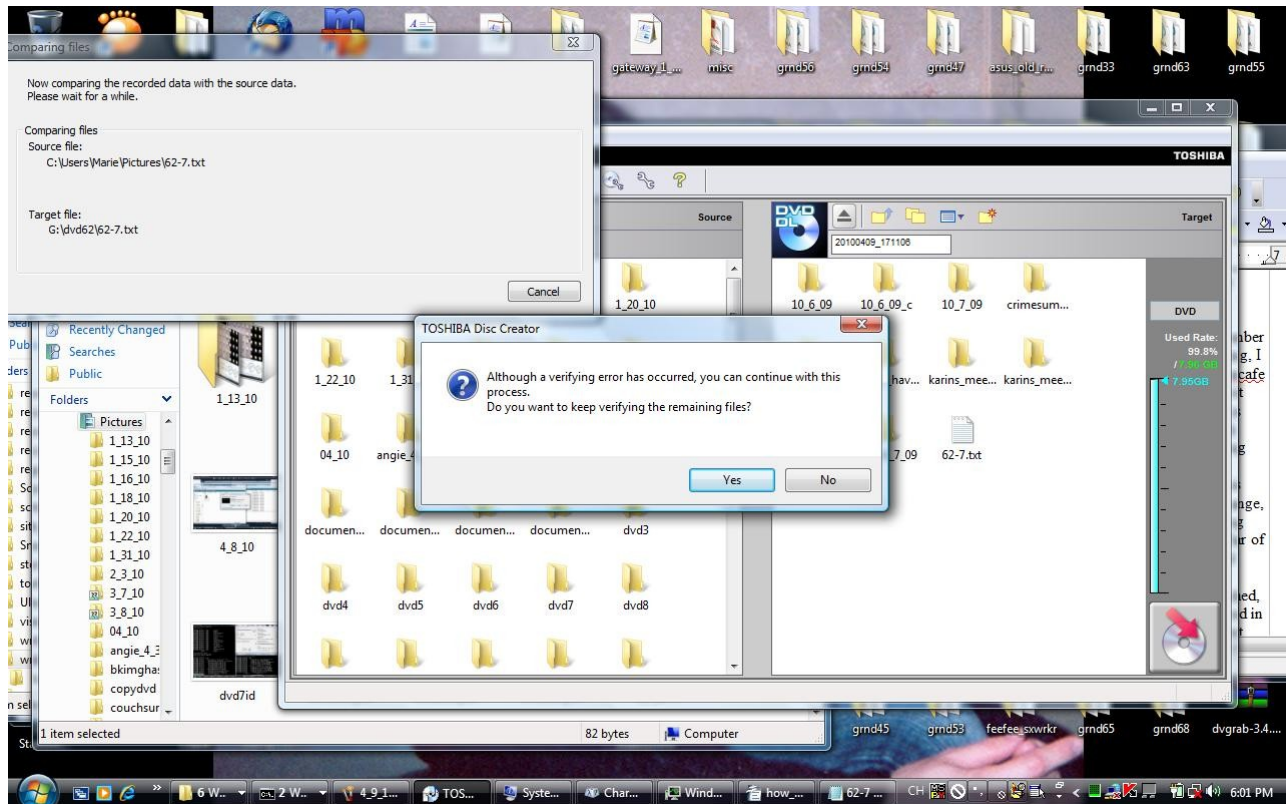 Comparing files
Now comparing the recorded data with the source data.
Please wait for a while.
Comparing files
Source file:
C:\Users\Marie\Pictures\62-7.txt
Target file:
G:\dvd62\62-7.txt
Cancel
gateway_1_... misc grnd56 grnd54 grnd47 asus_old_r... grnd33 grnd63 grnd55
TOSHIBA
Source
DVD DL
Target
20100409_171106
1_20_10
10_6_09 10_6_09_c 10_7_09 crimesum...
DVD
Used Rate:
99.8%
7.95GB
TOSHIBA Disc Creator
Although a verifying error has occurred, you can continue with this
process.
Do you want to keep verifying the remaining files?
Yes No
karins_mee... karins_mee...
62-7.txt
Recently Changed
Searches
Public
Folders
Pictures
1_13_10
1_15_10
1_16_10
1_18_10
1_20_10
1_22_10
1_31_10
2_3_10
3_7_10
3_8_10
04_10
angie_4_3
copydvd
couchsur
1_13_10
4_8_10
dvd7id
1_22_10
04_10
documen... documen... documen... documen... dvd3
dvd4 dvd5 dvd6 dvd7 dvd8
1 item selected 82 bytes Computer
grnd45 grnd53 feefee_sxwrkr grnd65 grnd68 dvgrab-3.4....
6 W... 2 W... 4_9_1... TOS... Syste... Char... Wind... how_... 62-7 ... CH 6:01 PM